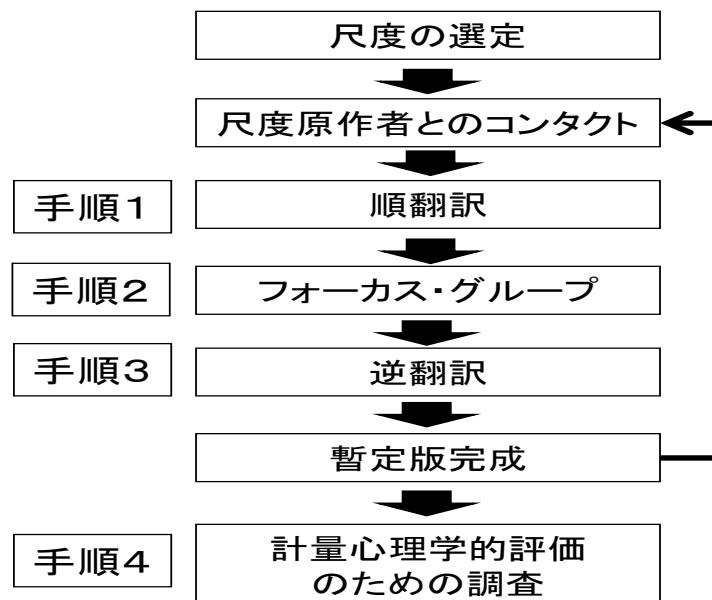 尺度の選定
尺度原作者とのコンタクト
手順1
順翻訳
手順2
フォーカス・グループ
手順3
逆翻訳
暫定版完成
手順4
計量心理学的評価
のための調査